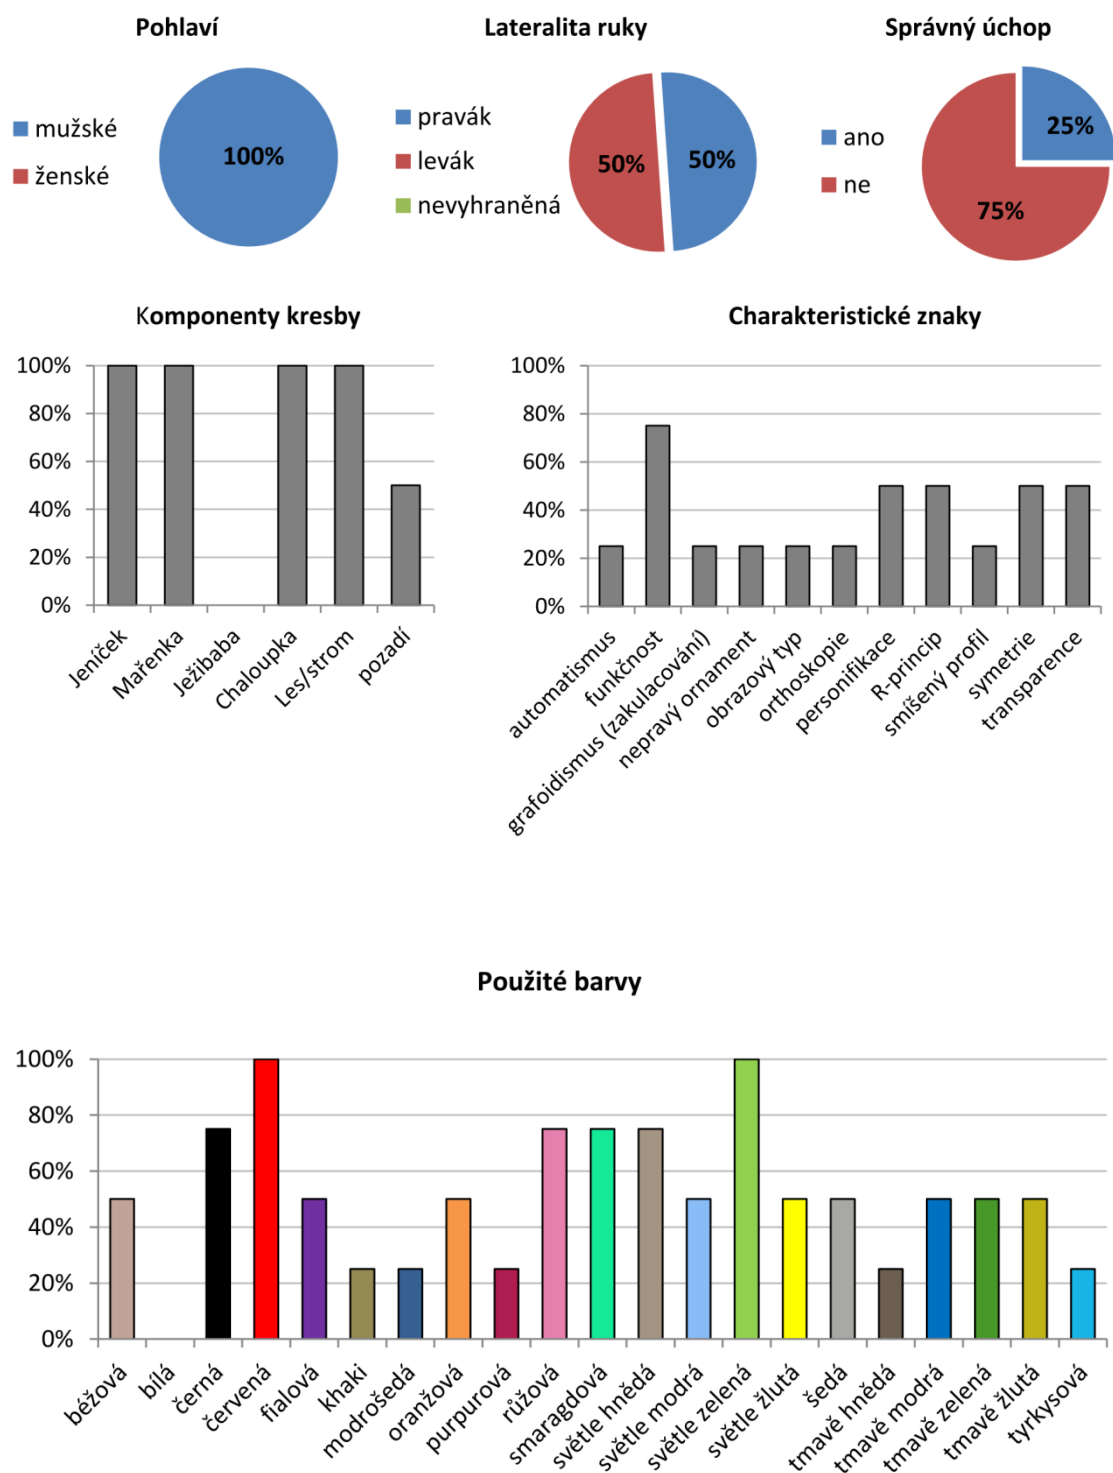 Pohlaví
mužské
ženské
100%
Lateralita ruky
pravák
levák
nevyhraněná
50%
50%
Správný úchop
ano
ne
25%
75%
Komponenty kresby
100%
80%
60%
40%
20%
0%
Jeníček
Mařenka
Ježibaba
Chaloupka
Les/strom
pozadí
Charakteristické znaky
100%
80%
60%
40%
20%
0%
automatismus
funkčnost
grafoidismus (zakulacování)
nepravý ornament
obrazový typ
orthoskopie
personifikace
R-princip
smíšený profil
symetrie
transparence
Použité barvy
100%
80%
60%
40%
20%
0%
béžová
bílá
černá
červená
fialová
khaki
modrošedá
oranžová
purpurová
růžová
smaragdová
světle hnědá
světle modrá
světle zelená
světle žlutá
šedá
tmavě hnědá
tmavě modrá
tmavě zelená
tmavě žlutá
tyrkysová